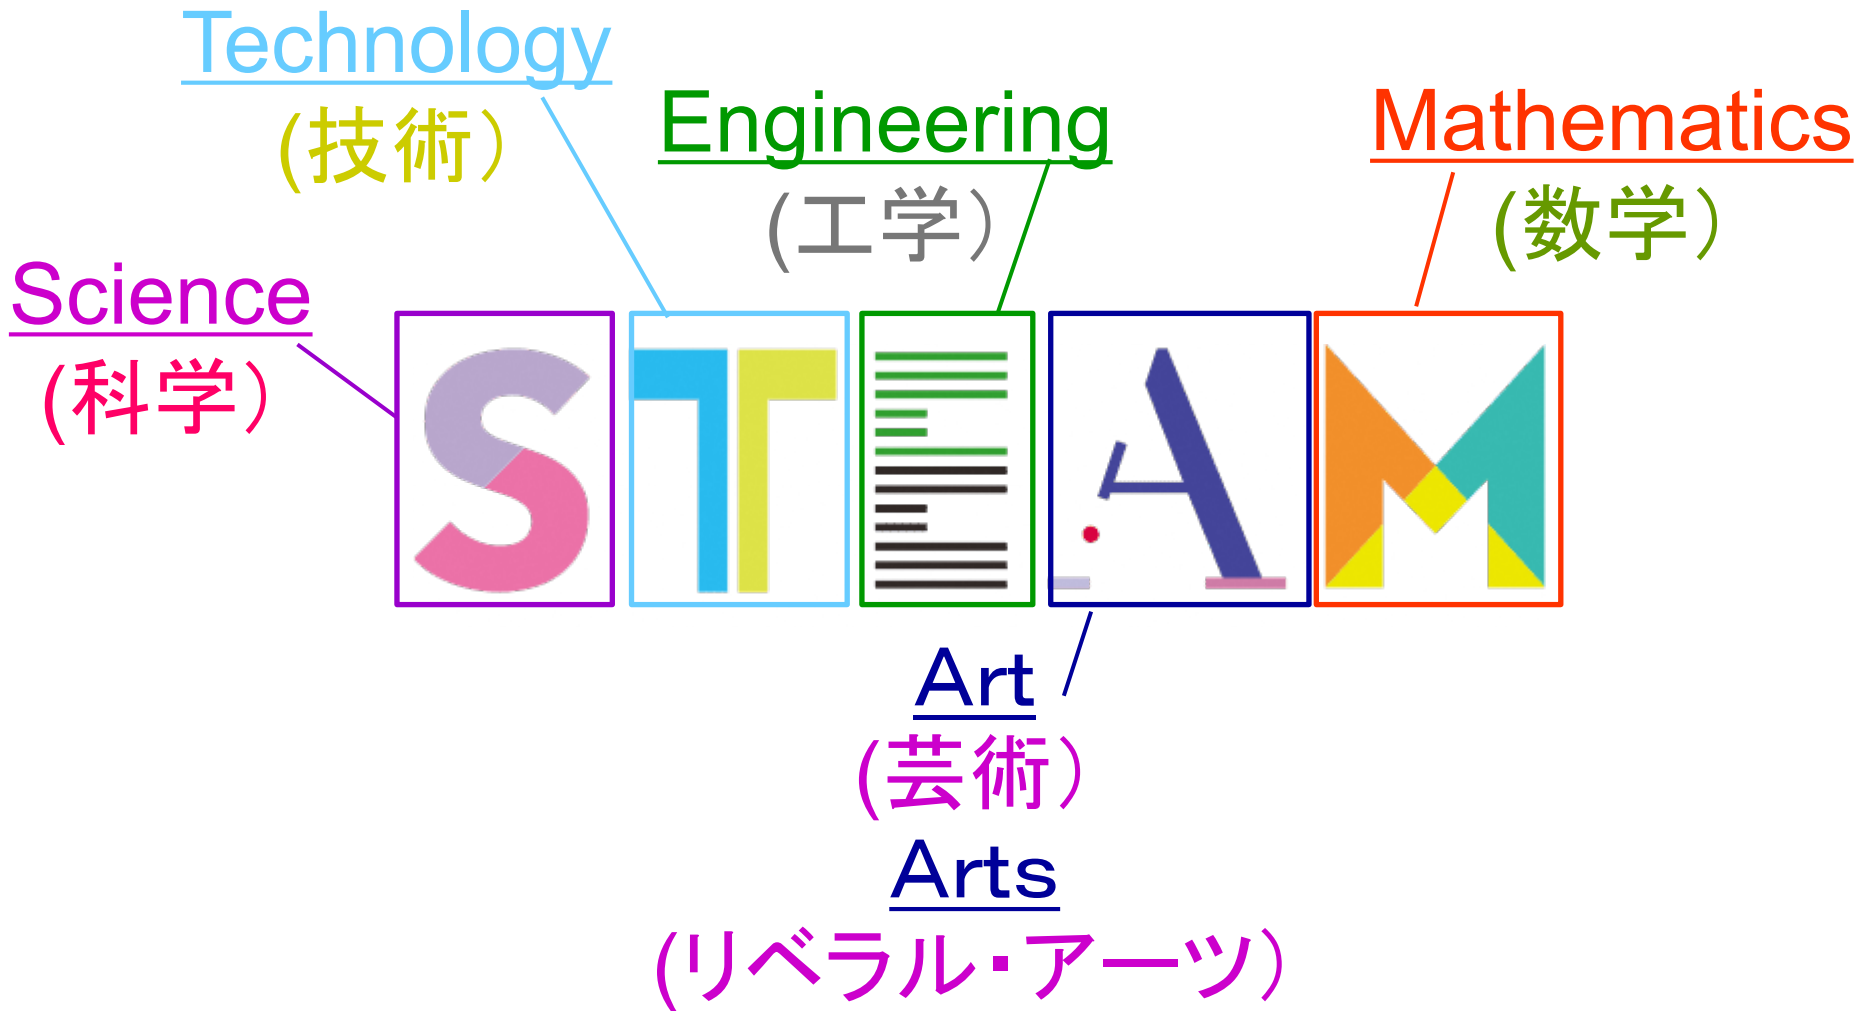 Technology
(技術）
Engineering
(工学）
Mathematics
(数学）
Science
(科学）
STEAM
Art
(芸術）
Arts
(リベラル・アーツ）